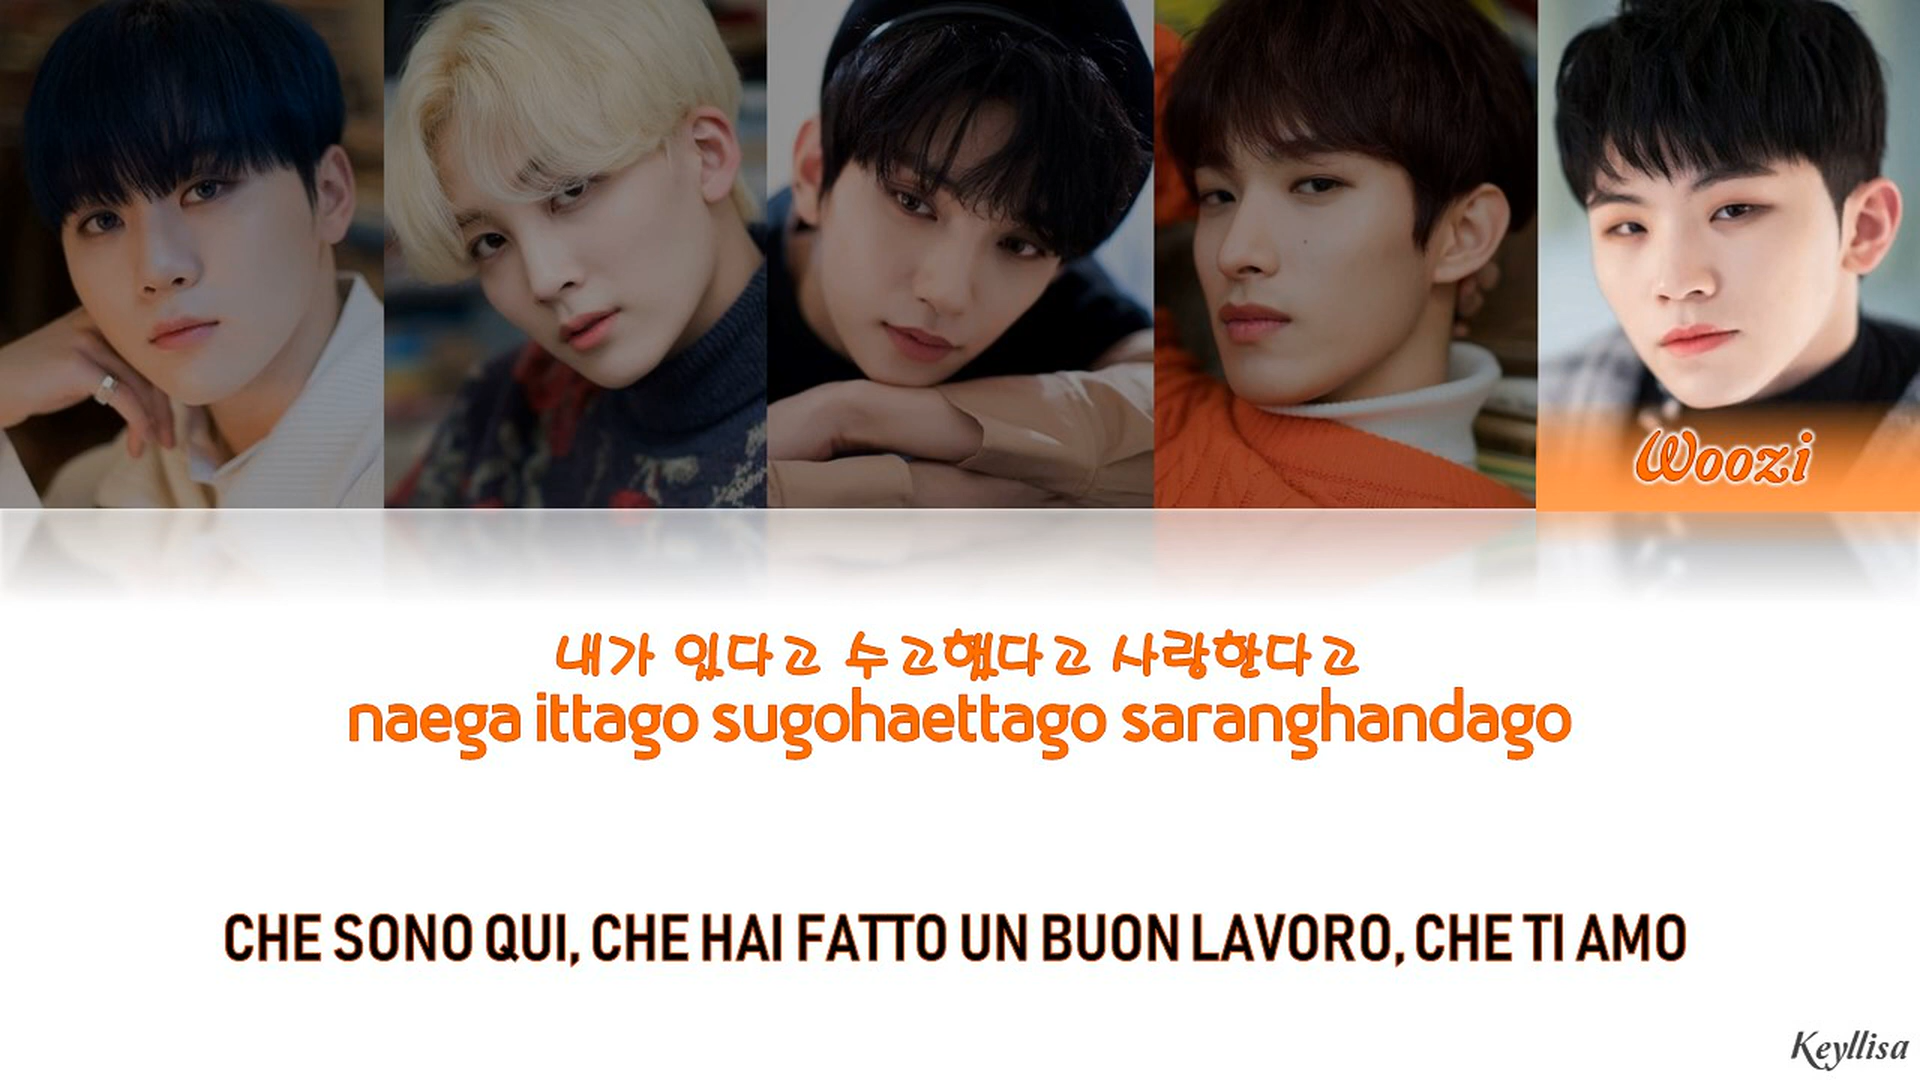 Woozi
내가 있다고 수고했다고 사랑한다고
naega ittago sugohaettago saranghandago
CHE SONO QUI, CHE HAI FATTO UN BUON LAVORO, CHE TI AMO
Keyllisa